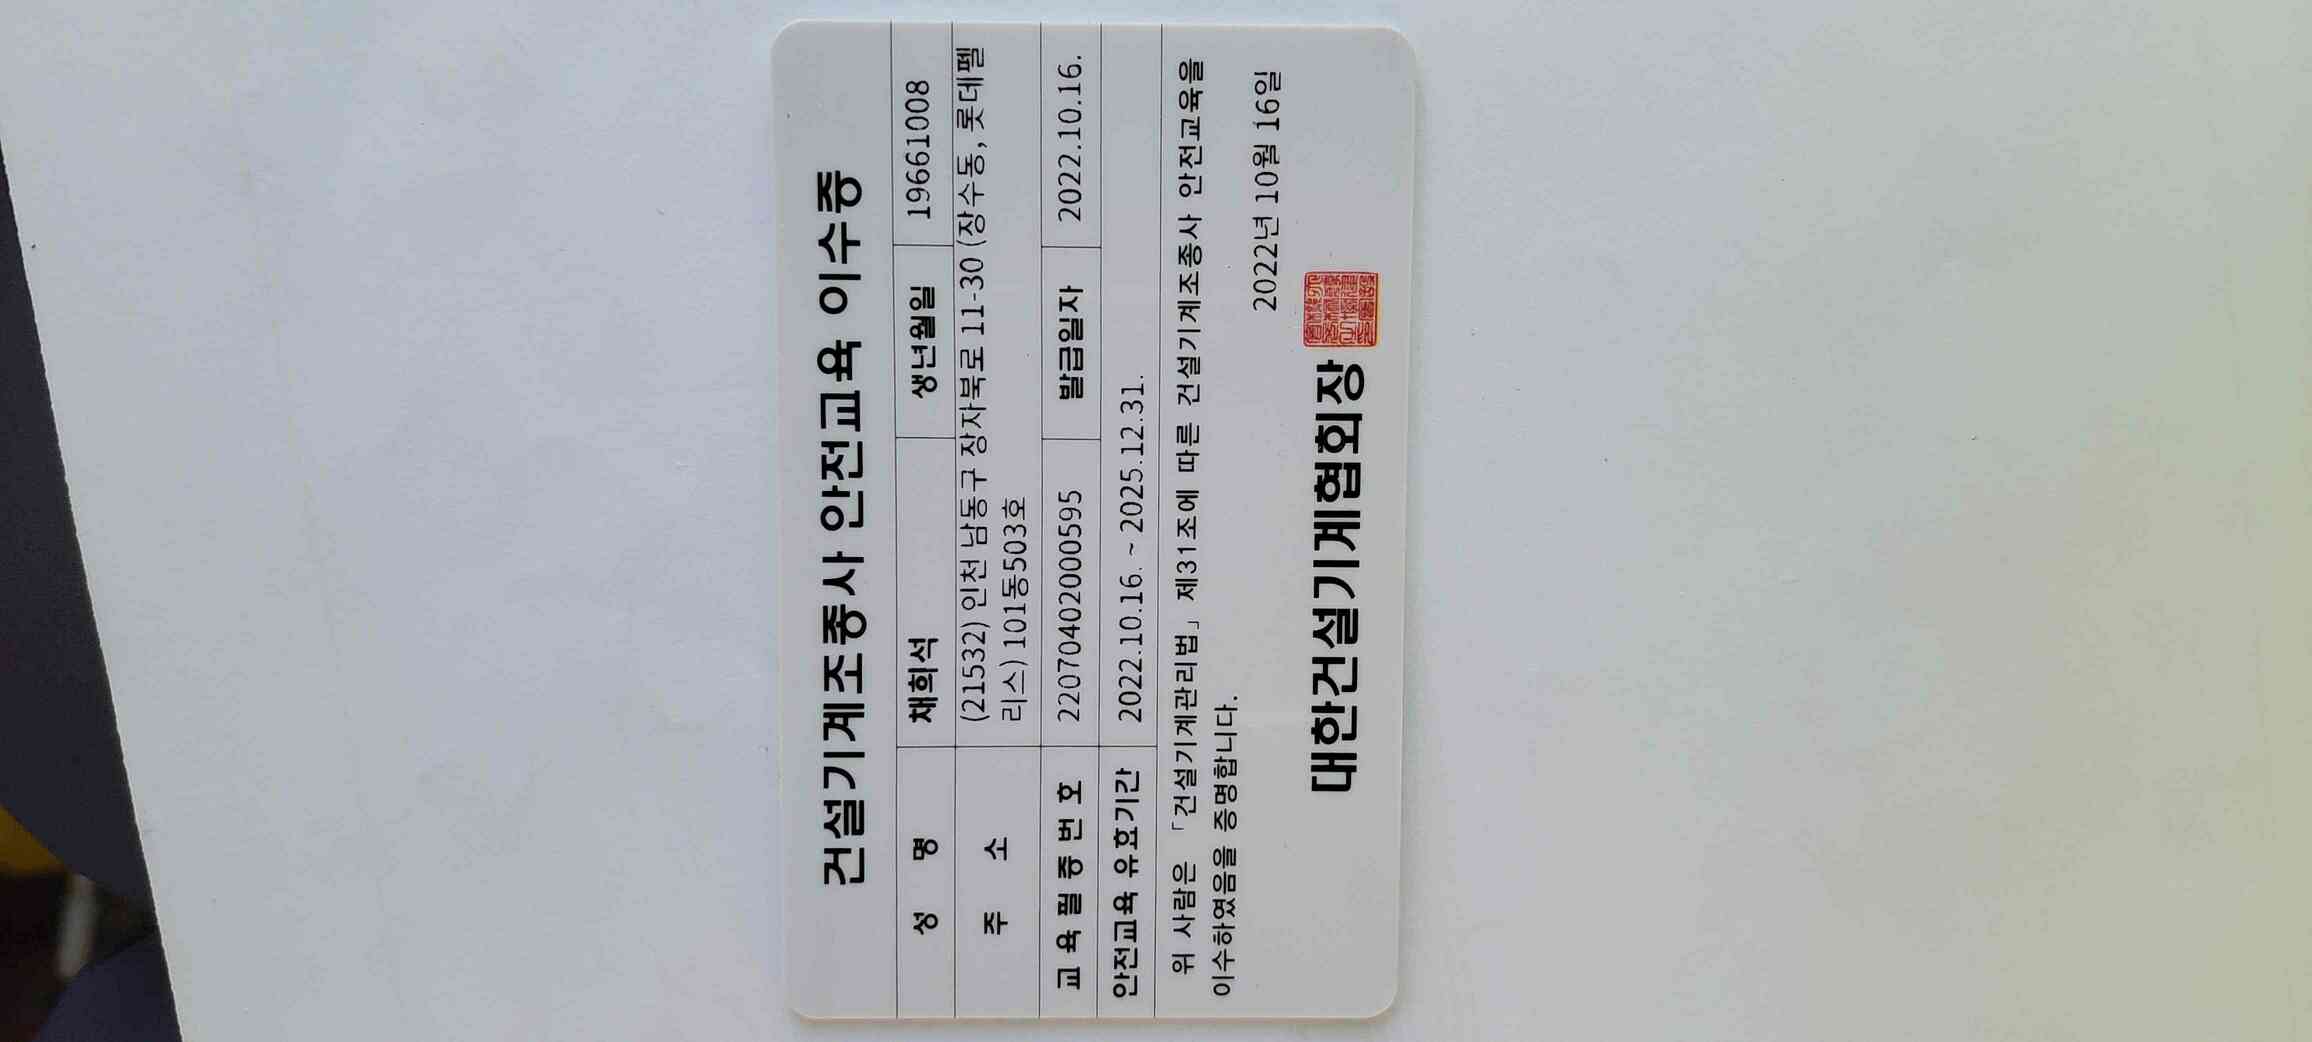 건설기계조종사 안전교육 이수증
성 명 채희석 생년월일 19661008
주 소 (21532) 인천 남동구 장자북로 11-30 (장수동, 롯데펠
리스) 101동503호
교육필증번호 22070402000595 발급일자 2022.10.16.
안전교육 유효기간 2022.10.16. ~ 2025.12.31.
위 사람은 「건설기계관리법」 제31조에 따른 건설기계조종사 안전교육을
이수하였음을 증명합니다.
2022년 10월 16일
대한건설기계협회장